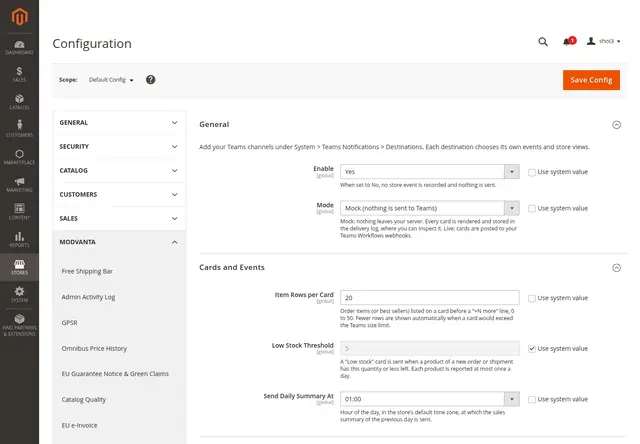 Configuration
1
shot3
DASHBOARD
SALES
CATALOG
CUSTOMERS
MARKETPLACE
MARKETING
CONTENT
REPORTS
STORES
SYSTEM
FIND PARTNERS
& EXTENSIONS
Scope: Default Config ?
Save Config
GENERAL
SECURITY
CATALOG
CUSTOMERS
SALES
MODVANTA
Free Shipping Bar
Admin Activity Log
GPSR
Omnibus Price History
EU Guarantee Notice & Green Claims
Catalog Quality
EU e-Invoice
General
Add your Teams channels under System > Teams Notifications > Destinations. Each destination chooses its own events and store views.
Enable
[global]
Yes
Use system value
When set to No, no store event is recorded and nothing is sent.
Mode
[global]
Mock (nothing is sent to Teams)
Use system value
Mock: nothing leaves your server. Every card is rendered and stored in
the delivery log, where you can inspect it. Live: cards are posted to your
Teams Workflows webhooks.
Cards and Events
Item Rows per Card
[global]
20
Use system value
Order items (or best sellers) listed on a card before a "+N more" line, 0
to 50. Fewer rows are shown automatically when a card would exceed
the Teams size limit.
Low Stock Threshold
[global]
5
Use system value
A "Low stock" card is sent when a product of a new order or shipment
has this quantity or less left. Each product is reported at most once a
day.
Send Daily Summary At
[global]
01:00
Use system value
Hour of the day, in the store's default time zone, at which the sales
summary of the previous day is sent.